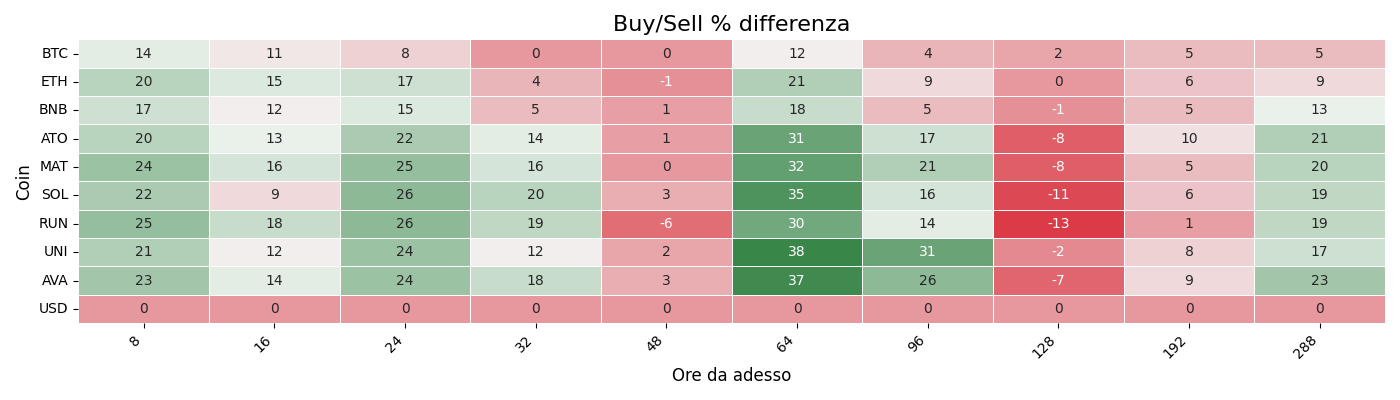 Buy/Sell % differenza
Coin
BTC 14 11 8 0 0 12 4 2 5 5
ETH 20 15 17 4 -1 21 9 0 6 9
BNB 17 12 15 5 1 18 5 -1 5 13
ATO 20 13 22 14 1 31 17 -8 10 21
MAT 24 16 25 16 0 32 21 -8 5 20
SOL 22 9 26 20 3 35 16 -11 6 19
RUN 25 18 26 19 -6 30 14 -13 1 19
UNI 21 12 24 12 2 38 31 -2 8 17
AVA 23 14 24 18 3 37 26 -7 9 23
USD 0 0 0 0 0 0 0 0 0 0
8 16 24 32 48 64 96 128 192 288
Ore da adesso